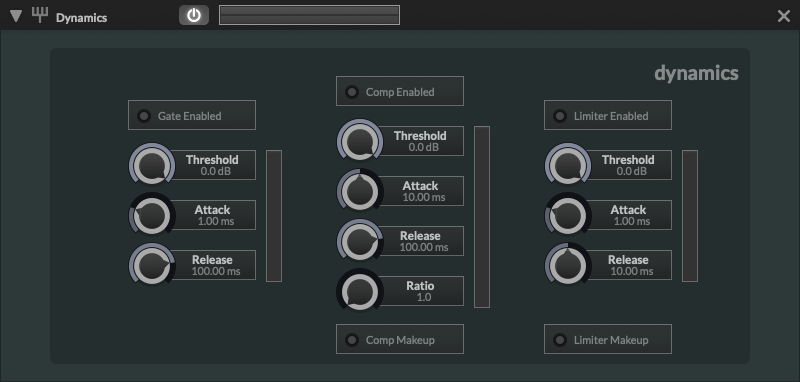 Dynamics
dynamics
Gate Enabled
Threshold
0.0 dB
Attack
1.00 ms
Release
100.00 ms
Comp Enabled
Threshold
0.0 dB
Attack
10.00 ms
Release
100.00 ms
Ratio
1.0
Comp Makeup
Limiter Enabled
Threshold
0.0 dB
Attack
1.00 ms
Release
10.00 ms
Limiter Makeup